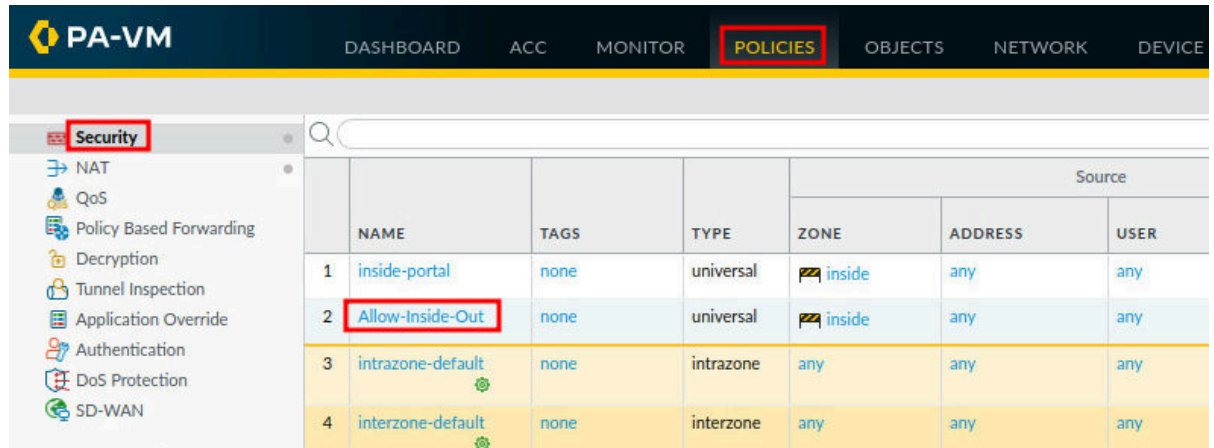 PA-VM
DASHBOARD ACC MONITOR POLICIES OBJECTS NETWORK DEVICE
Security
NAT
QoS
Policy Based Forwarding
Decryption
Tunnel Inspection
Application Override
Authentication
DoS Protection
SD-WAN
Source
NAME TAGS TYPE ZONE ADDRESS USER
1 inside-portal none universal inside any any
2 Allow-Inside-Out none universal inside any any
3 intrazone-default none intrazone any any any
4 interzone-default none interzone any any any